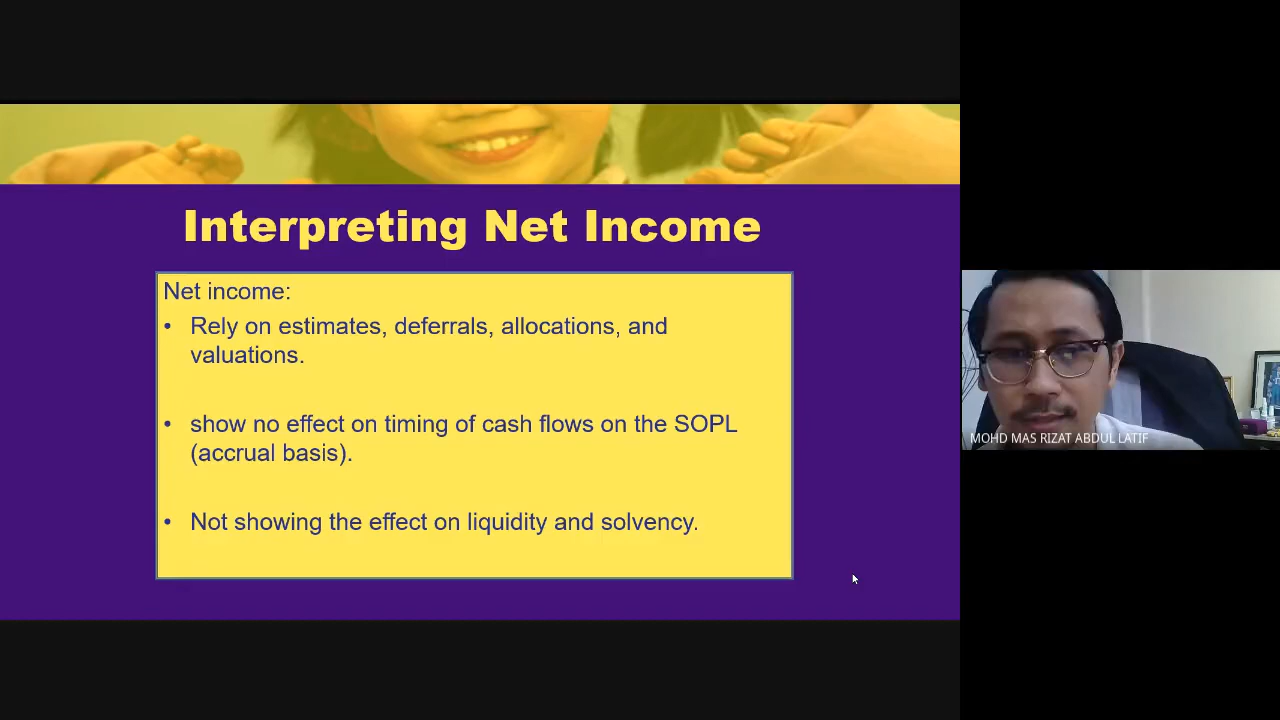 Interpreting Net Income
Net income:
• Rely on estimates, deferrals, allocations, and
valuations.
• show no effect on timing of cash flows on the SOPL
(accrual basis).
• Not showing the effect on liquidity and solvency.
MOHD MAS RIZAT ABDUL LATIF